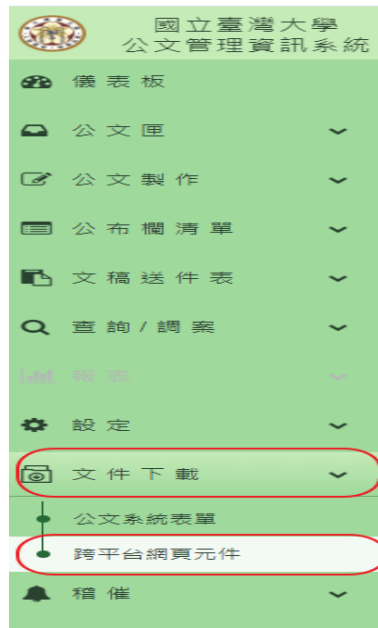 國立臺灣大學
公文管理資訊系統
儀表板
公文匣
公文製作
公布欄清單
文稿送件表
查詢/調案
報表
設定
文件下載
公文系統表單
跨平台網頁元件
稽催